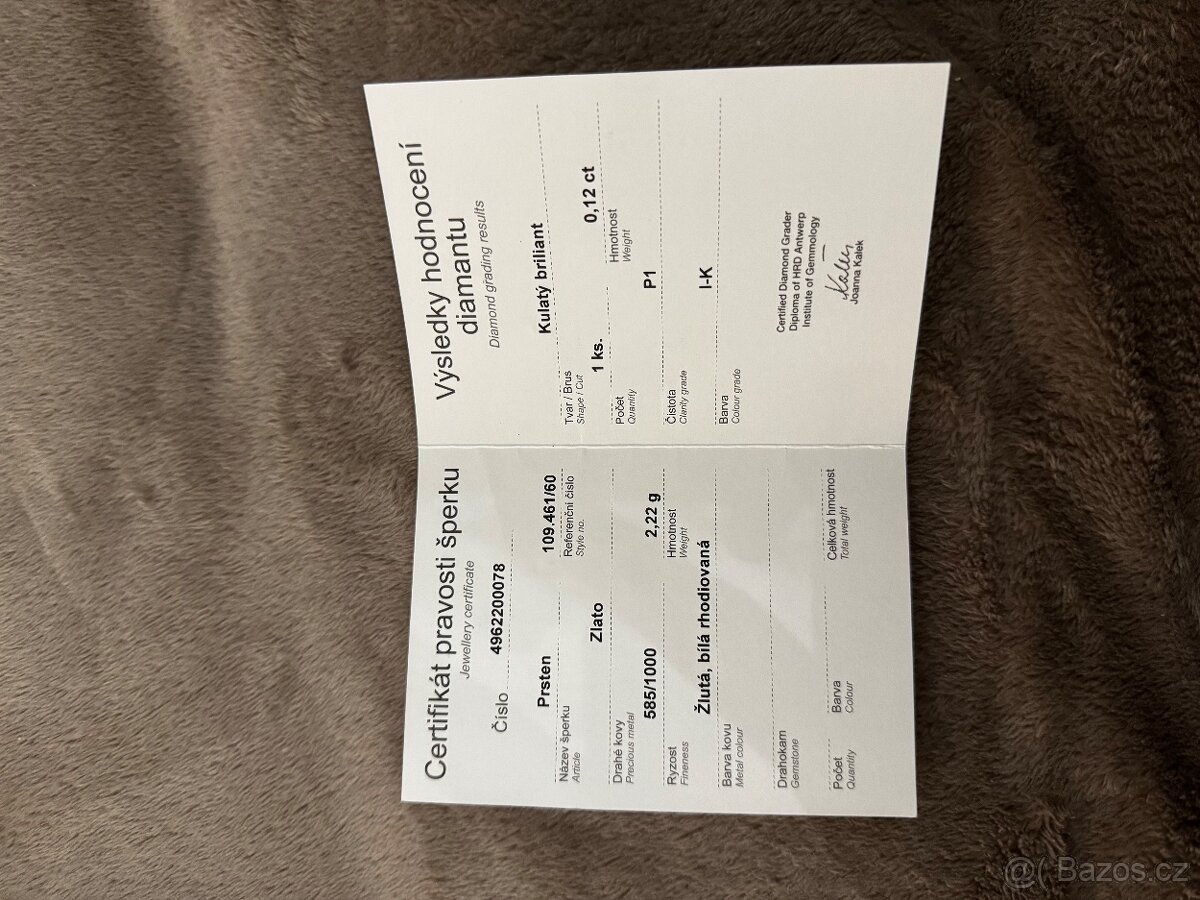 Certifikát pravosti šperku
Jewellery certificate
Číslo 4962200078
Prsten 109.461/60
Název šperku Referenční číslo
Article Style no.
Zlato
Drahé kovy
Precious metal
585/1000 2,22 g
Ryzost Hmotnost
Fineness Weight
Žlutá, bílá rhodiovaná
Barva kovu
Metal colour
Drahokam
Gemstone
Počet Barva Celková hmotnost
Quantity Colour Total weight
Výsledky hodnocení
diamantu
Diamond grading results
Kulatý briliant
Tvar / Brus
Shape / Cut
1 ks. 0,12 ct
Počet Hmotnost
Quantity Weight
P1
Čistota
Clarity grade
I-K
Barva
Colour grade
Certified Diamond Grader
Diploma of HRD Antwerp
Institute of Gemmology
Kalek
Joanna Kalek
@( Bazos.cz